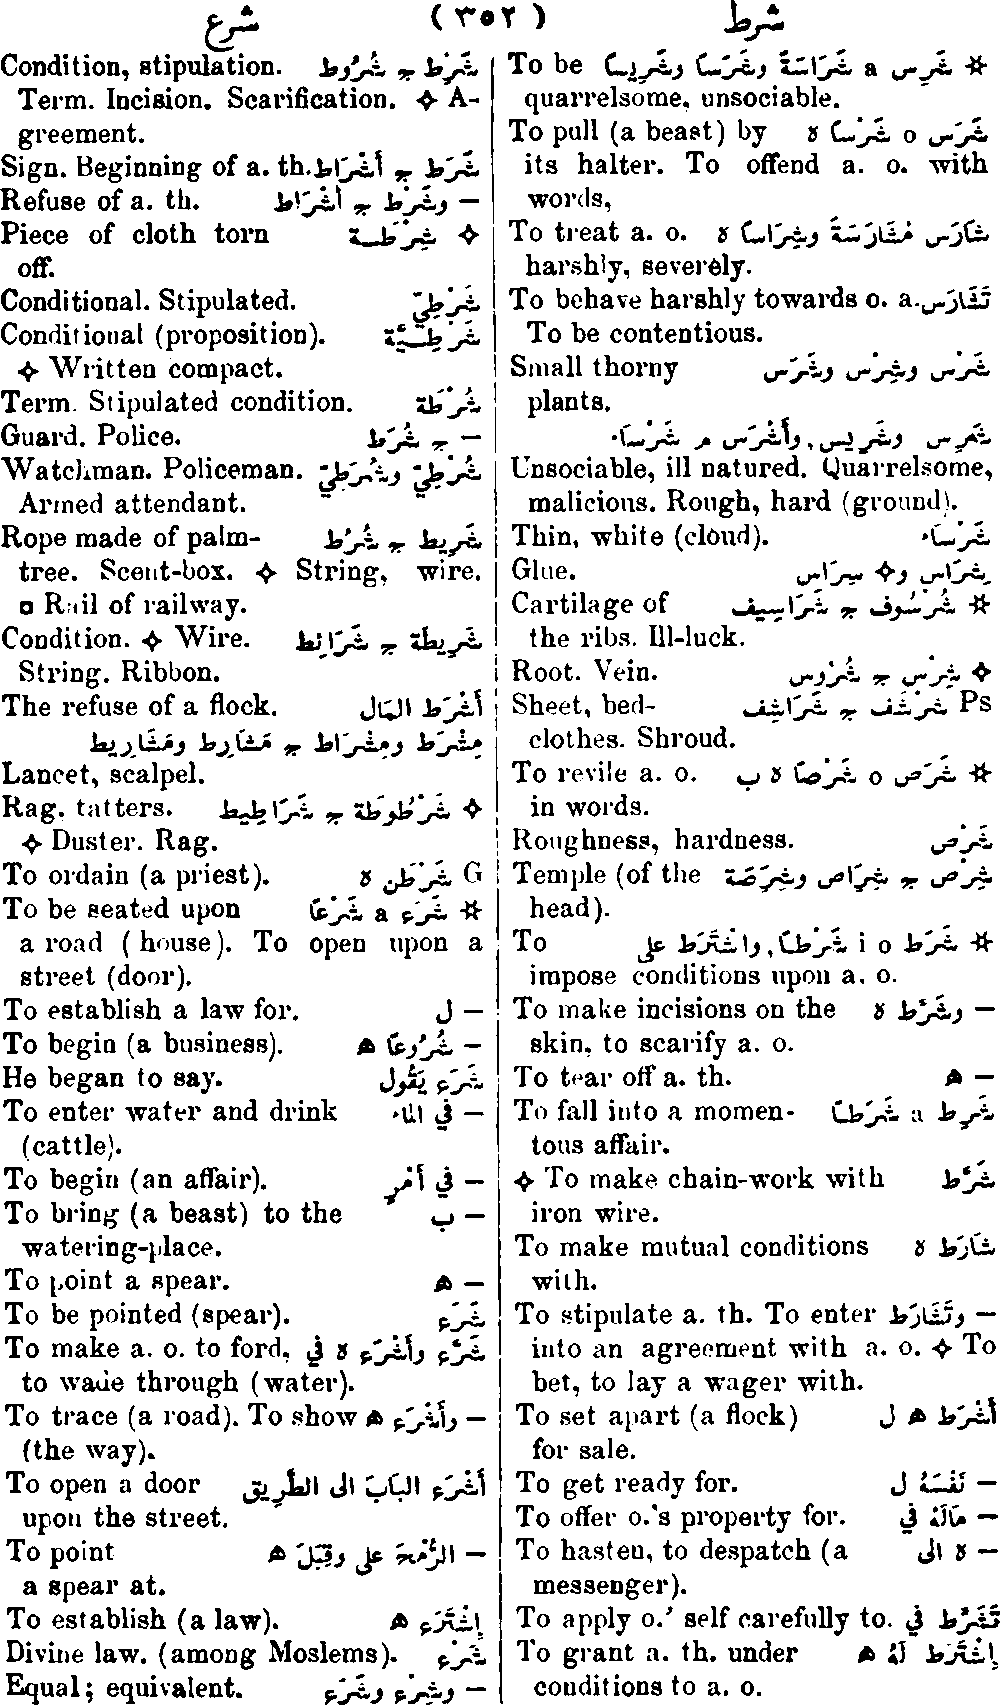 شرع ( ٣٥٢ ) شرط
To be ✡ شَرِس a شَرَاسَةً وشَرَسًا وشَرِيسًا
quarrelsome, unsociable.
To pull (a beast) by شَرَس o شَرْسًا ه
its halter. To offend a. o. with
words,
To treat a. o. شَارَس مُشَارَسَةً وشِرَاسًا ه
harshly, severely.
To behave harshly towards o. a. تَشَارَس
To be contentious.
Small thorny شَرْس وشِرْس وشَرَس
plants.
شَرِس وشَرِيس, وأَشْرَس م شَرْسَاء
Unsociable, ill natured. Quarrelsome,
malicious. Rough, hard (ground).
Thin, white (cloud). شَرْسَاء
Glue. شِرَاس و✧ سِرَاس
Cartilage of ✡ شُرْسُوف ج شَرَاسِيف
the ribs. Ill-luck.
Root. Vein. ✧ شِرْس ج شُرُوس
Sheet, bed- Ps شَرْشَف ج شَرَاشِف
clothes. Shroud.
To revile a. o. ✡ شَرَص o شَرْصًا ه ب
in words.
Roughness, hardness. شَرَْص
Temple (of the شِرْص ج شِرَاص وشِرَصَة
head).
To ✡ شَرَط i o شَرْطًا, واشْتَرَط على
impose conditions upon a. o.
To make incisions on the — وشَرَّط ه
skin, to scarify a. o.
To tear off a. th. — ه
To fall into a momen- شَرِط a شَرَطًا
tous affair.
✧ To make chain-work with شَرَّط
iron wire.
To make mutual conditions شَارَط ه
with.
To stipulate a. th. To enter — وتَشَارَط
into an agreement with a. o. ✧ To
bet, to lay a wager with.
To set apart (a flock) أَشْرَط ه ل
for sale.
To get ready for. — نَفْسَهُ ل
To offer o.'s property for. — مَالَهُ في
To hasten, to despatch (a — ه الى
messenger).
To apply o.' self carefully to. تَشَرَّط في
To grant a. th. under إِشْتَرَط لَهُ ه
conditions to a. o.
Condition, stipulation. شَرْط ج شُرُوط
Term. Incision. Scarification. ✧ A-
greement.
Sign. Beginning of a. th. شَرَط ج أَشْرَاط
Refuse of a. th. — وشَرْط ج أَشْرَاط
Piece of cloth torn ✧ شِرْطَة
off.
Conditional. Stipulated. شَرْطِيّ
Conditional (proposition). شَرْطِيَّة
✧ Written compact.
Term. Stipulated condition. شُرْطَة
Guard. Police. — ج شُرَط
Watchman. Policeman. شُرْطِيّ وشُرَطِيّ
Armed attendant.
Rope made of palm- شَرِيط ج شُرُط
tree. Scent-box. ✧ String, wire.
◘ Rail of railway.
Condition. ✧ Wire. شَرِيطَة ج شَرَائِط
String. Ribbon.
The refuse of a flock. أَشْرَط المَال
مِشْرَط ومِشْرَاط ج مَشَارِط ومَشَارِيط
Lancet, scalpel.
Rag. tatters. ✧ شَرْطُوطَة ج شَرَاطِيط
✧ Duster. Rag.
To ordain (a priest). G شَرْطَن ه
To be seated upon ✡ شَرَع a شَرْعًا
a road (house). To open upon a
street (door).
To establish a law for. — ل
To begin (a business). — شُرُوعًا ه
He began to say. شَرَع يَقُول
To enter water and drink — في الماء
(cattle).
To begin (an affair). — في أَمْرٍ
To bring (a beast) to the — ب
watering-place.
To point a spear. — ه
To be pointed (spear). شَرَع
To make a. o. to ford, شَرَّع وأَشْرَع ه في
to wade through (water).
To trace (a road). To show — وأَشْرَع ه
(the way).
To open a door أَشْرَع البَابَ الى الطَّرِيق
upon the street.
To point — الرُّمْحَ على وقِبَلَ ه
a spear at.
To establish (a law). إِشْتَرَع ه
Divine law. (among Moslems). شَرْع
Equal; equivalent. — وشِرْع وشَرَع